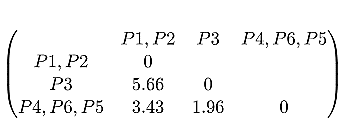 P1, P2 P3 P4, P6, P5
P1, P2 0
P3 5.66 0
P4, P6, P5 3.43 1.96 0